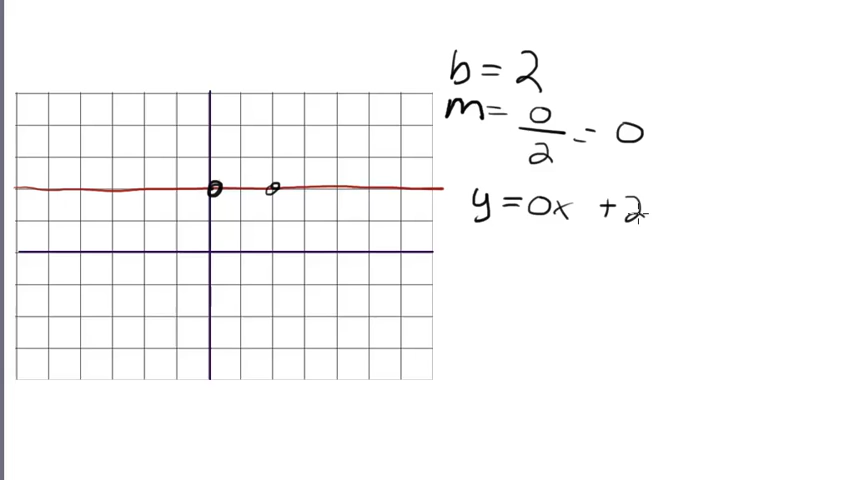 b = 2
m = 0/2 = 0
y = 0x + 2